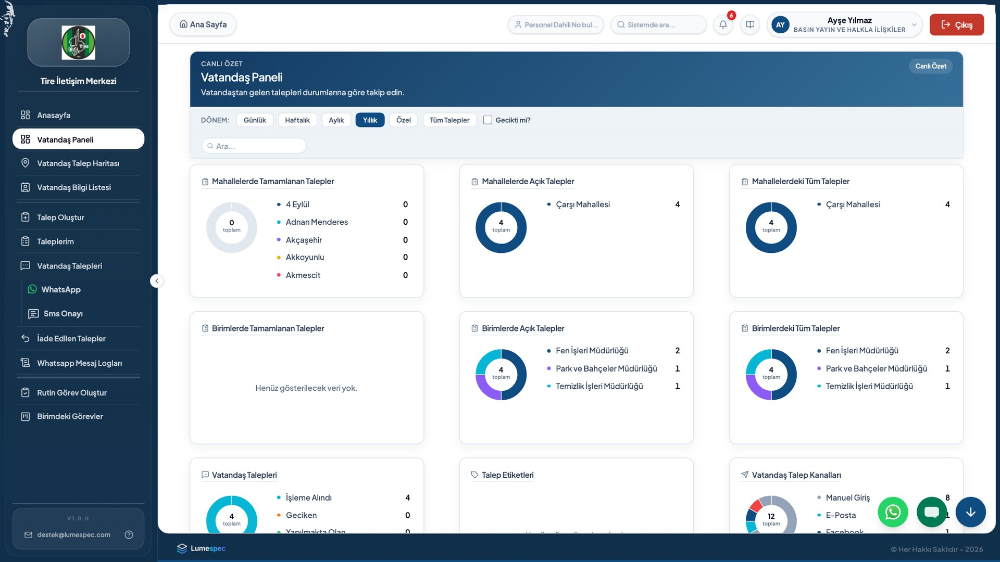 Tire İletişim Merkezi
Anasayfa
Vatandaş Paneli
Vatandaş Talep Haritası
Vatandaş Bilgi Listesi
Talep Oluştur
Taleplerim
Vatandaş Talepleri
WhatsApp
Sms Onayı
İade Edilen Talepler
Whatsapp Mesaj Logları
Rutin Görev Oluştur
Birimdeki Görevler
V1.0.0
destek@lumespec.com
Ana Sayfa
Personel Dahili No bul...
Sistemde ara...
6
AY
Ayşe Yılmaz
BASIN YAYIN VE HALKLA İLİŞKİLER
Çıkış
CANLI ÖZET
Canlı Özet
Vatandaş Paneli
Vatandaştan gelen talepleri durumlarına göre takip edin.
DÖNEM: Günlük Haftalık Aylık Yıllık Özel Tüm Talepler Gecikti mi?
Ara...
Mahallelerde Tamamlanan Talepler
0
toplam
4 Eylül 0
Adnan Menderes 0
Akçaşehir 0
Akkoyunlu 0
Akmescit 0
Mahallelerde Açık Talepler
4
toplam
Çarşı Mahallesi 4
Mahallelerdeki Tüm Talepler
4
toplam
Çarşı Mahallesi 4
Birimlerde Tamamlanan Talepler
Henüz gösterilecek veri yok.
Birimlerde Açık Talepler
4
toplam
Fen İşleri Müdürlüğü 2
Park ve Bahçeler Müdürlüğü 1
Temizlik İşleri Müdürlüğü 1
Birimlerdeki Tüm Talepler
4
toplam
Fen İşleri Müdürlüğü 2
Park ve Bahçeler Müdürlüğü 1
Temizlik İşleri Müdürlüğü 1
Vatandaş Talepleri
4
toplam
İşleme Alındı 4
Geciken 0
Yapılmakta Olan 0
Talep Etiketleri
Vatandaş Talep Kanalları
12
toplam
Manuel Giriş 8
E-Posta 1
Facebook 1
Lumespec
© Her Hakkı Saklıdır – 2026